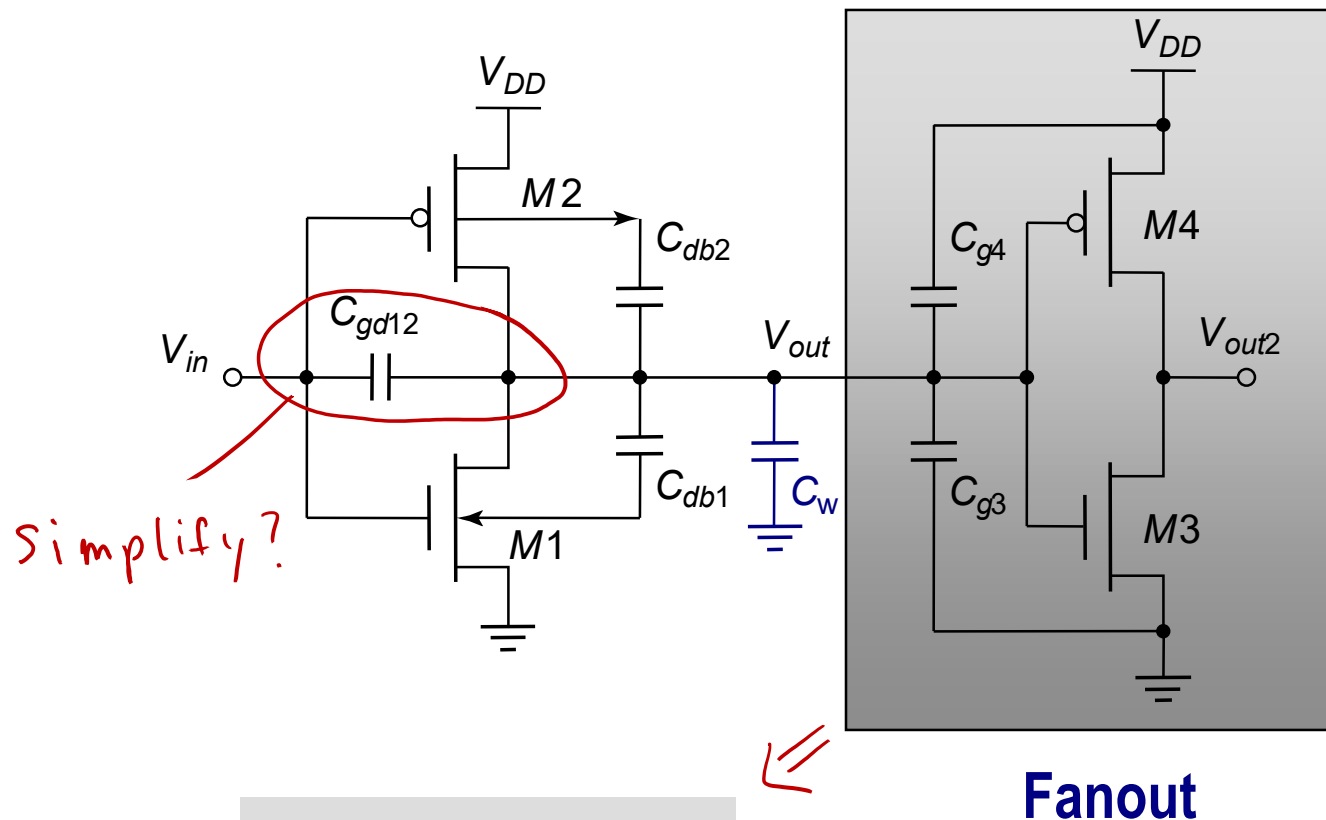 V_DD
V_DD
M2
C_db2
C_g4
M4
C_gd12
V_in
V_out
V_out2
C_db1
C_w
C_g3
M1
M3
Simplify?
Fanout